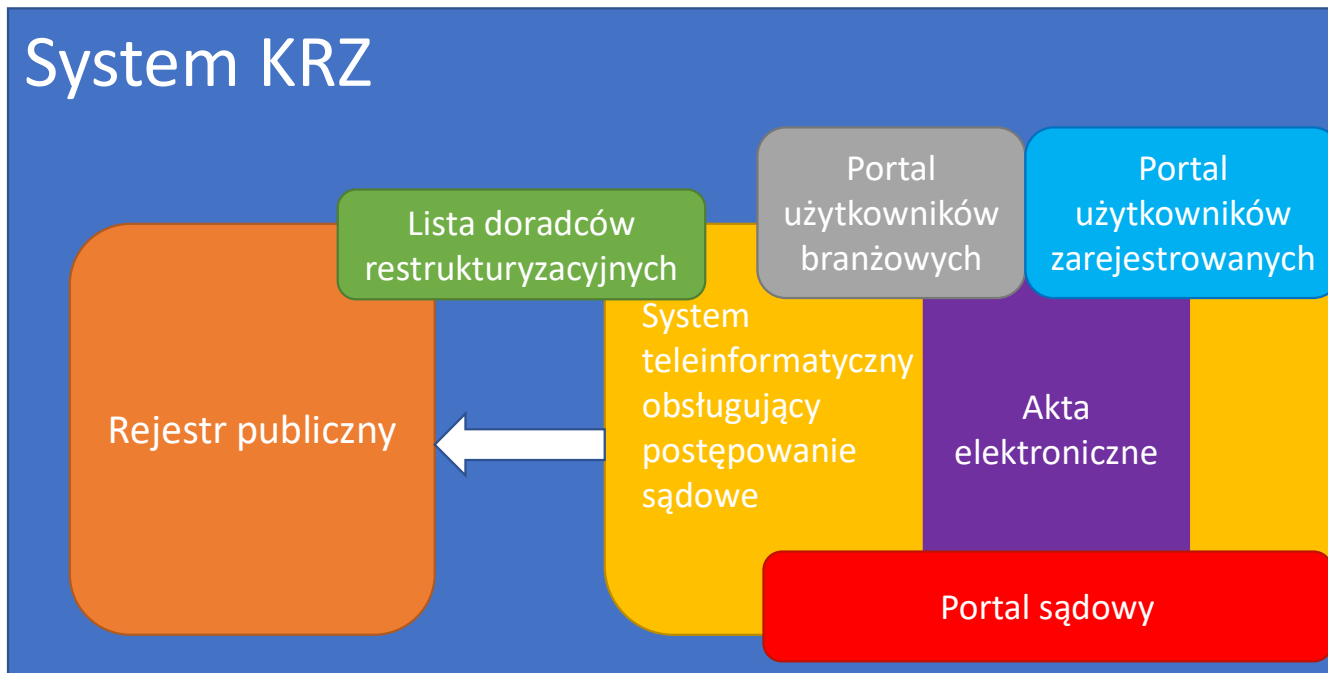 System KRZ
Portal
użytkowników
branżowych
Portal
użytkowników
zarejestrowanych
Lista doradców
restrukturyzacyjnych
Rejestr publiczny
System
teleinformatyczny
obsługujący
postępowanie
sądowe
Akta
elektroniczne
Portal sądowy